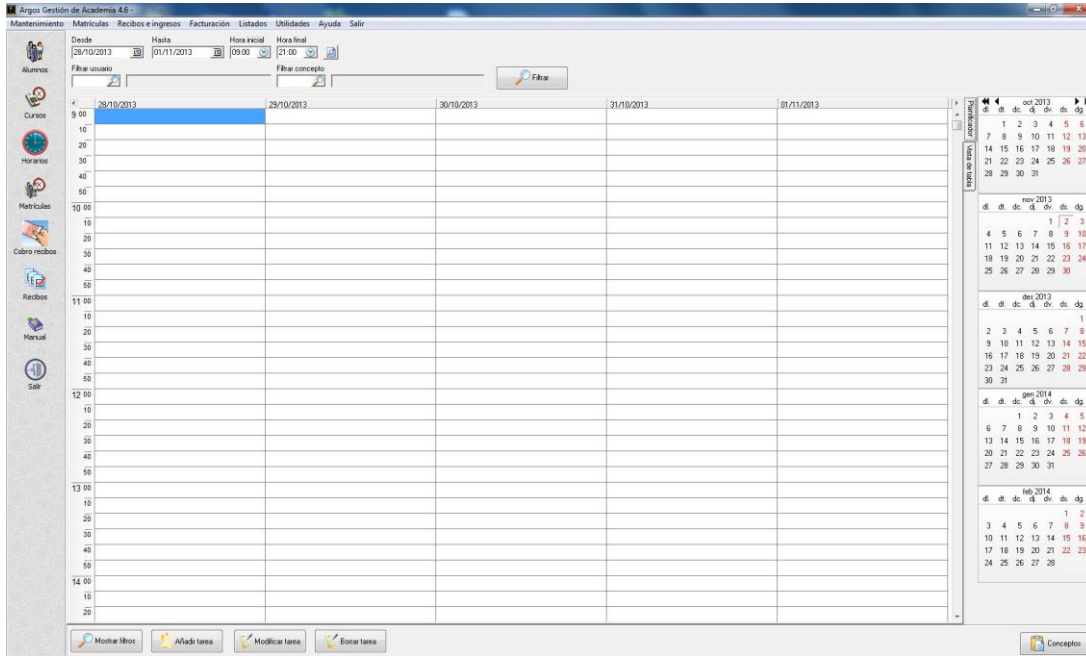 Argos Gestión de Academia 4.6 -
Mantenimiento Matrículas Recibos e ingresos Facturación Listados Utilidades Ayuda Salir
Alumnos
Cursos
Horarios
Matrículas
Cobro recibos
Recibos
Manual
Salir
Desde Hasta Hora inicial Hora final
28/10/2013 01/11/2013 09:00 21:00
Filtrar usuario Filtrar concepto
Filtrar
28/10/2013 29/10/2013 30/10/2013 31/10/2013 01/11/2013
9 00
10
20
30
40
50
10 00
10
20
30
40
50
11 00
10
20
30
40
50
12 00
10
20
30
40
50
13 00
10
20
30
40
50
14 00
10
20
Planificador
Vista de tabla
oct 2013
dl. dt. dc. dj. dv. ds. dg.
1 2 3 4 5 6
7 8 9 10 11 12 13
14 15 16 17 18 19 20
21 22 23 24 25 26 27
28 29 30 31
nov 2013
dl. dt. dc. dj. dv. ds. dg.
1 2 3
4 5 6 7 8 9 10
11 12 13 14 15 16 17
18 19 20 21 22 23 24
25 26 27 28 29 30
des 2013
dl. dt. dc. dj. dv. ds. dg.
1
2 3 4 5 6 7 8
9 10 11 12 13 14 15
16 17 18 19 20 21 22
23 24 25 26 27 28 29
30 31
gen 2014
dl. dt. dc. dj. dv. ds. dg.
1 2 3 4 5
6 7 8 9 10 11 12
13 14 15 16 17 18 19
20 21 22 23 24 25 26
27 28 29 30 31
feb 2014
dl. dt. dc. dj. dv. ds. dg.
1 2
3 4 5 6 7 8 9
10 11 12 13 14 15 16
17 18 19 20 21 22 23
24 25 26 27 28
Mostrar filtros Añadir tarea Modificar tarea Borrar tarea Conceptos